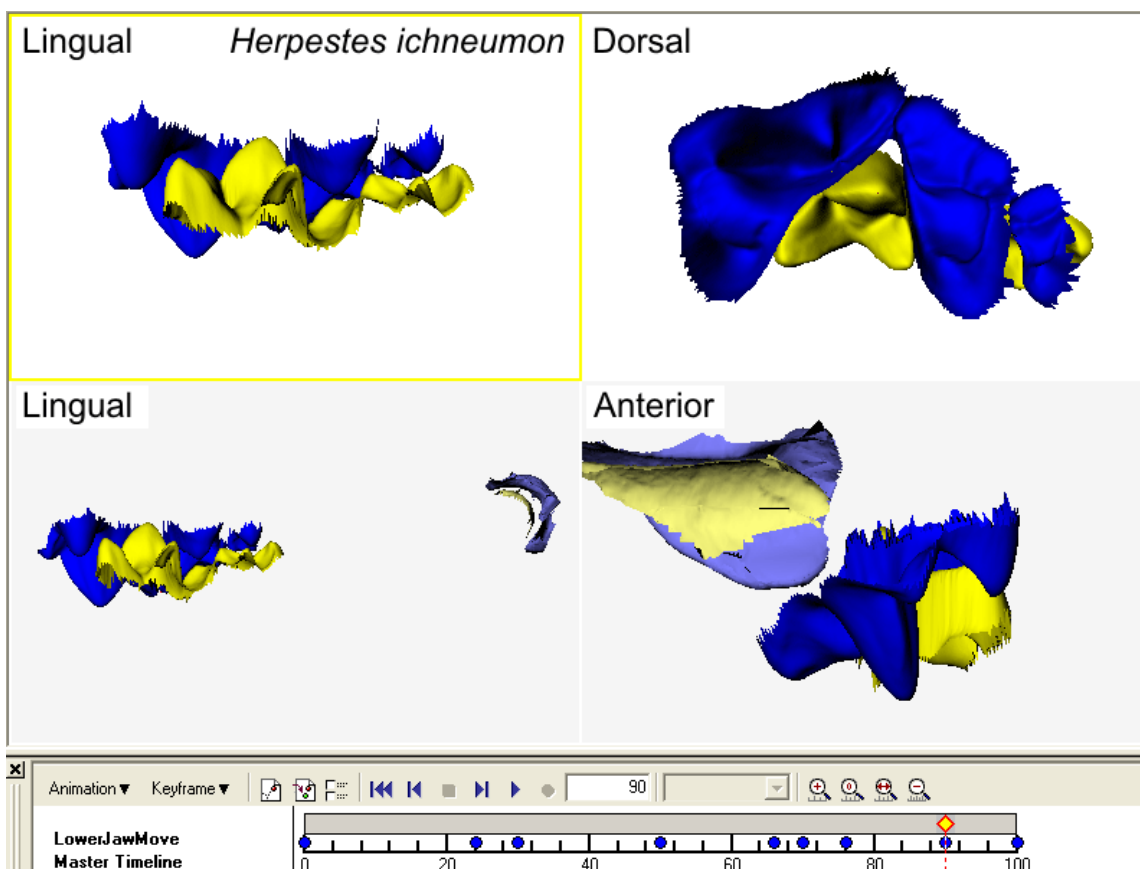 Lingual Herpestes ichneumon Dorsal
Lingual Anterior
Animation Keyframe 90
LowerJawMove
Master Timeline
0 20 40 60 80 100